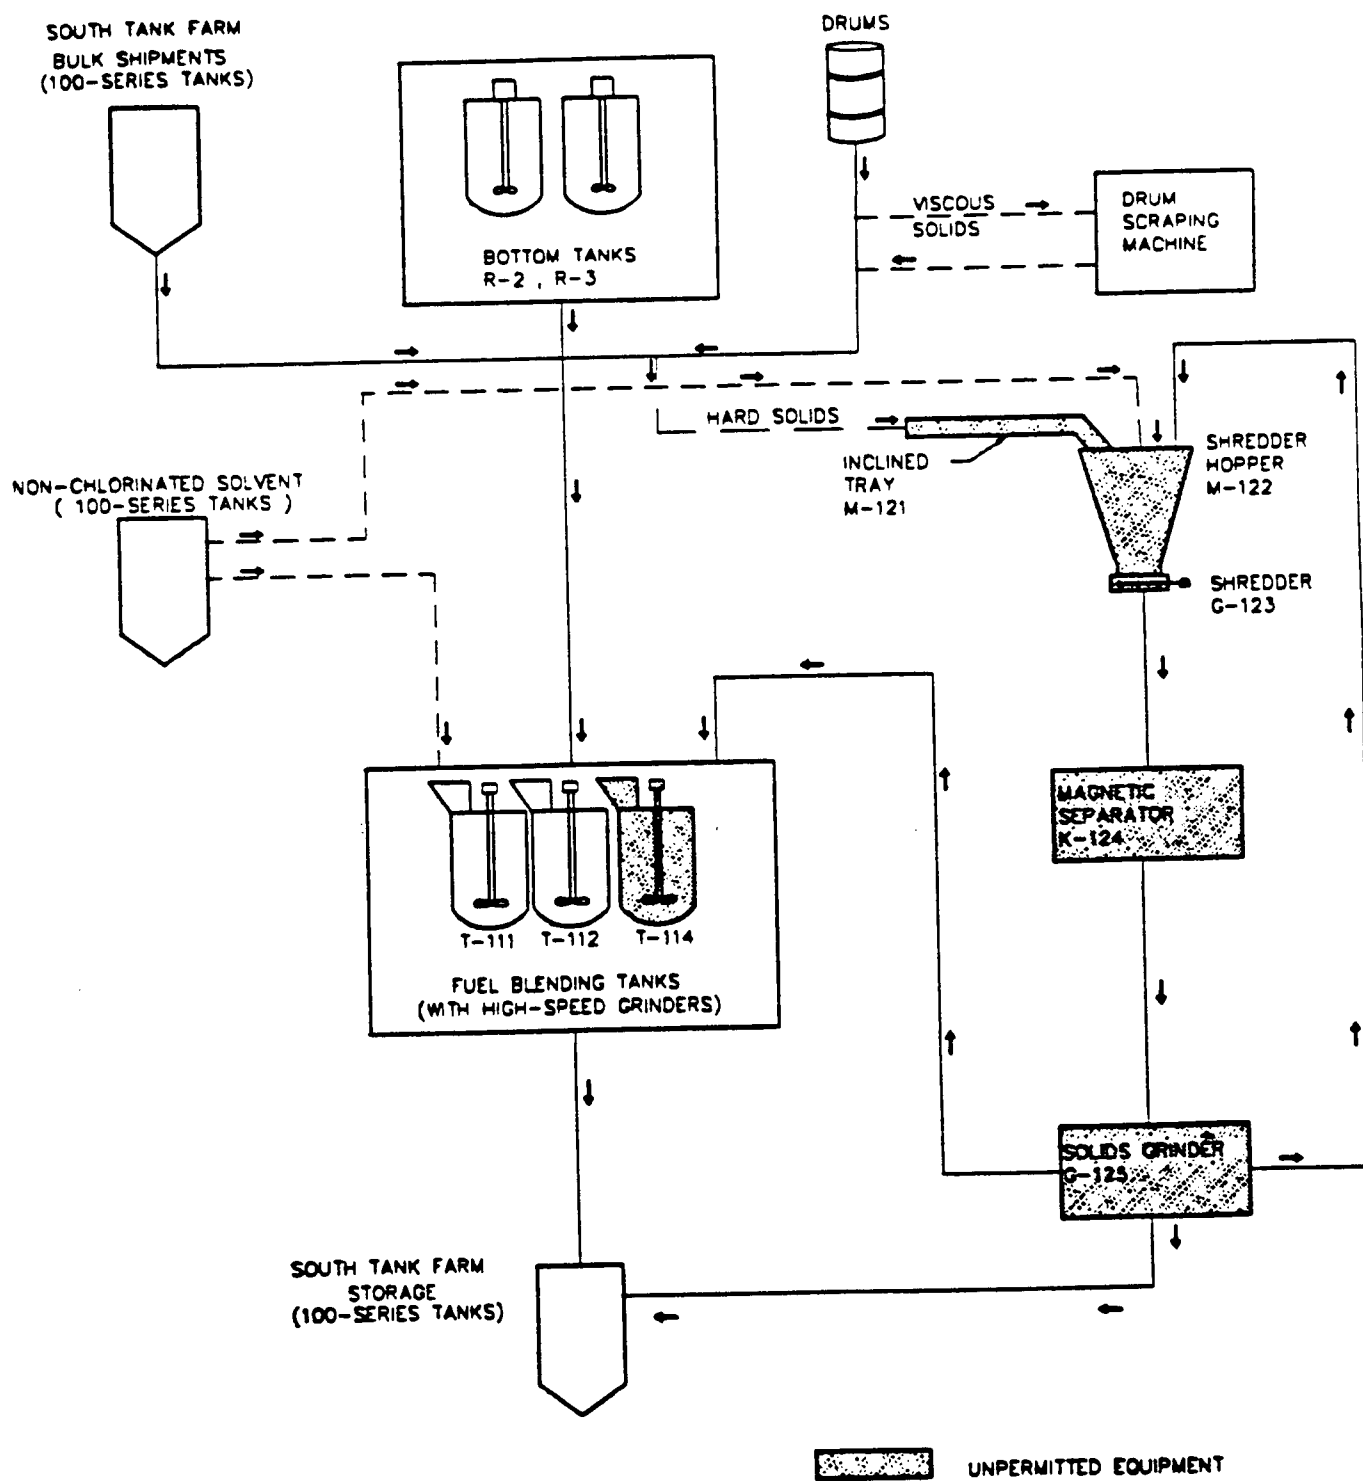 SOUTH TANK FARM
BULK SHIPMENTS
(100-SERIES TANKS)
DRUMS
BOTTOM TANKS
R-2 , R-3
VISCOUS
SOLIDS
DRUM
SCRAPING
MACHINE
HARD SOLIDS
INCLINED
TRAY
M-121
SHREDDER
HOPPER
M-122
NON-CHLORINATED SOLVENT
( 100-SERIES TANKS )
SHREDDER
G-123
MAGNETIC
SEPARATOR
K-124
T-111
T-112
T-114
FUEL BLENDING TANKS
(WITH HIGH-SPEED GRINDERS)
SOLIDS GRINDER
G-125
SOUTH TANK FARM
STORAGE
(100-SERIES TANKS)
UNPERMITTED EQUIPMENT